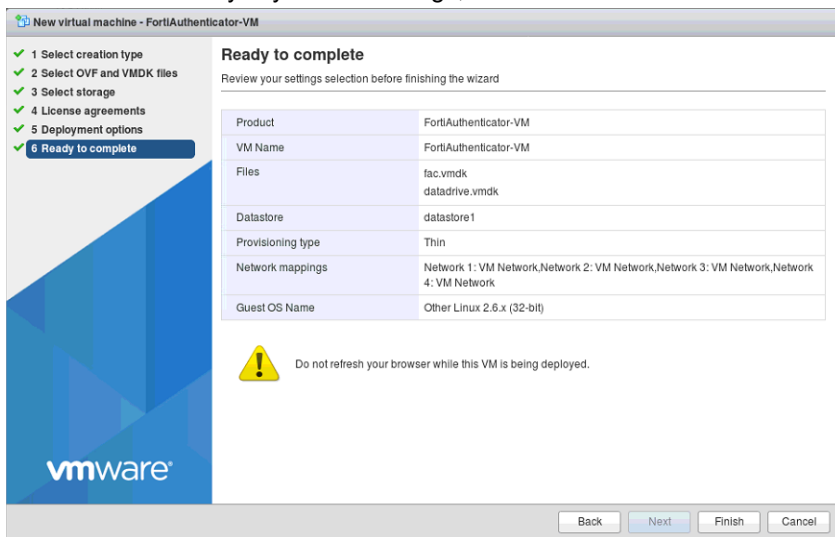 New virtual machine - FortiAuthenticator-VM
1 Select creation type
2 Select OVF and VMDK files
3 Select storage
4 License agreements
5 Deployment options
6 Ready to complete
Ready to complete
Review your settings selection before finishing the wizard
Product FortiAuthenticator-VM
VM Name FortiAuthenticator-VM
Files fac.vmdk
datadrive.vmdk
Datastore datastore1
Provisioning type Thin
Network mappings Network 1: VM Network,Network 2: VM Network,Network 3: VM Network,Network
4: VM Network
Guest OS Name Other Linux 2.6.x (32-bit)
Do not refresh your browser while this VM is being deployed.
vmware®
Back Next Finish Cancel